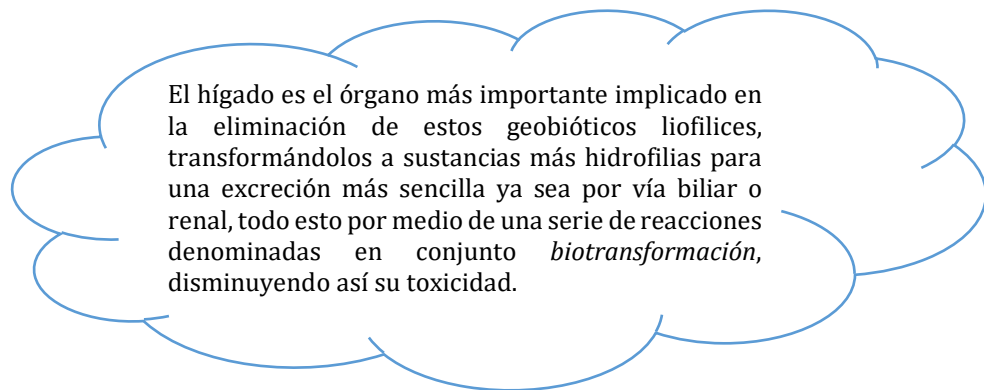 El hígado es el órgano más importante implicado en
la eliminación de estos geobióticos liofilices,
transformándolos a sustancias más hidrofilias para
una excreción más sencilla ya sea por vía biliar o
renal, todo esto por medio de una serie de reacciones
denominadas en conjunto biotransformación,
disminuyendo así su toxicidad.